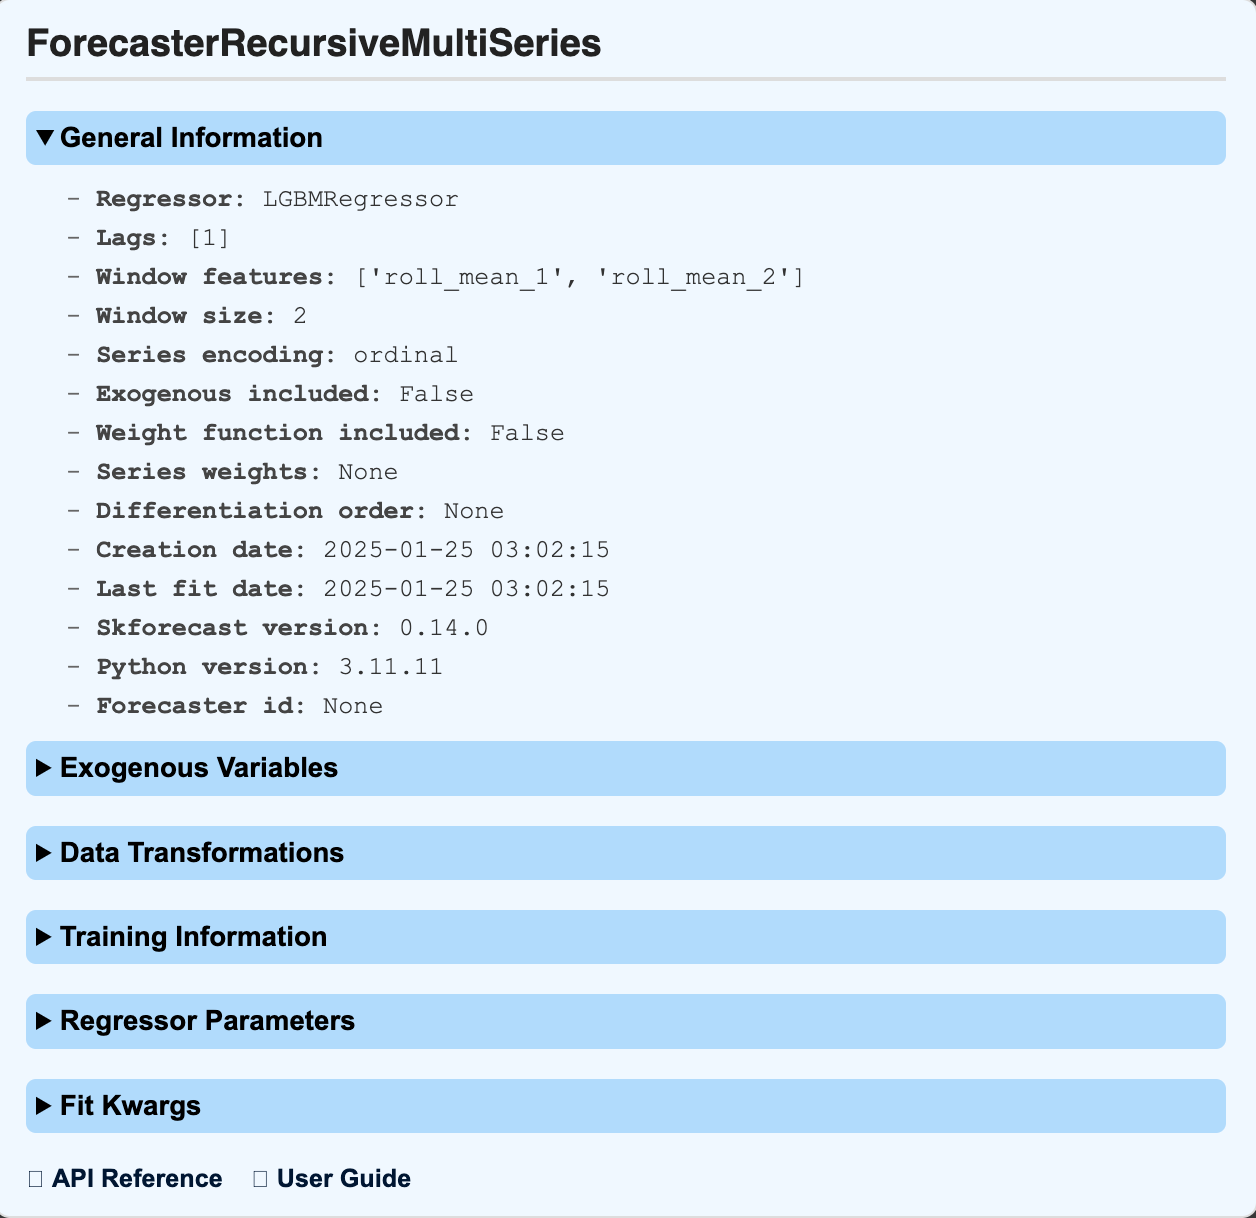 ForecasterRecursiveMultiSeries
General Information
- Regressor: LGBMRegressor
- Lags: [1]
- Window features: ['roll_mean_1', 'roll_mean_2']
- Window size: 2
- Series encoding: ordinal
- Exogenous included: False
- Weight function included: False
- Series weights: None
- Differentiation order: None
- Creation date: 2025-01-25 03:02:15
- Last fit date: 2025-01-25 03:02:15
- Skforecast version: 0.14.0
- Python version: 3.11.11
- Forecaster id: None
Exogenous Variables
Data Transformations
Training Information
Regressor Parameters
Fit Kwargs
API Reference User Guide